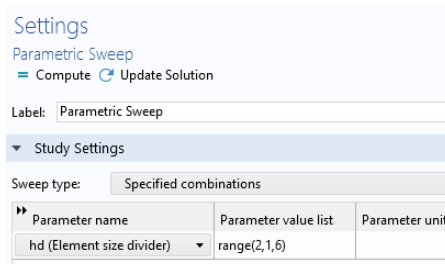 Settings
Parametric Sweep
= Compute Update Solution
Label: Parametric Sweep
Study Settings
Sweep type: Specified combinations
Parameter name Parameter value list Parameter unit
hd (Element size divider) range(2,1,6)